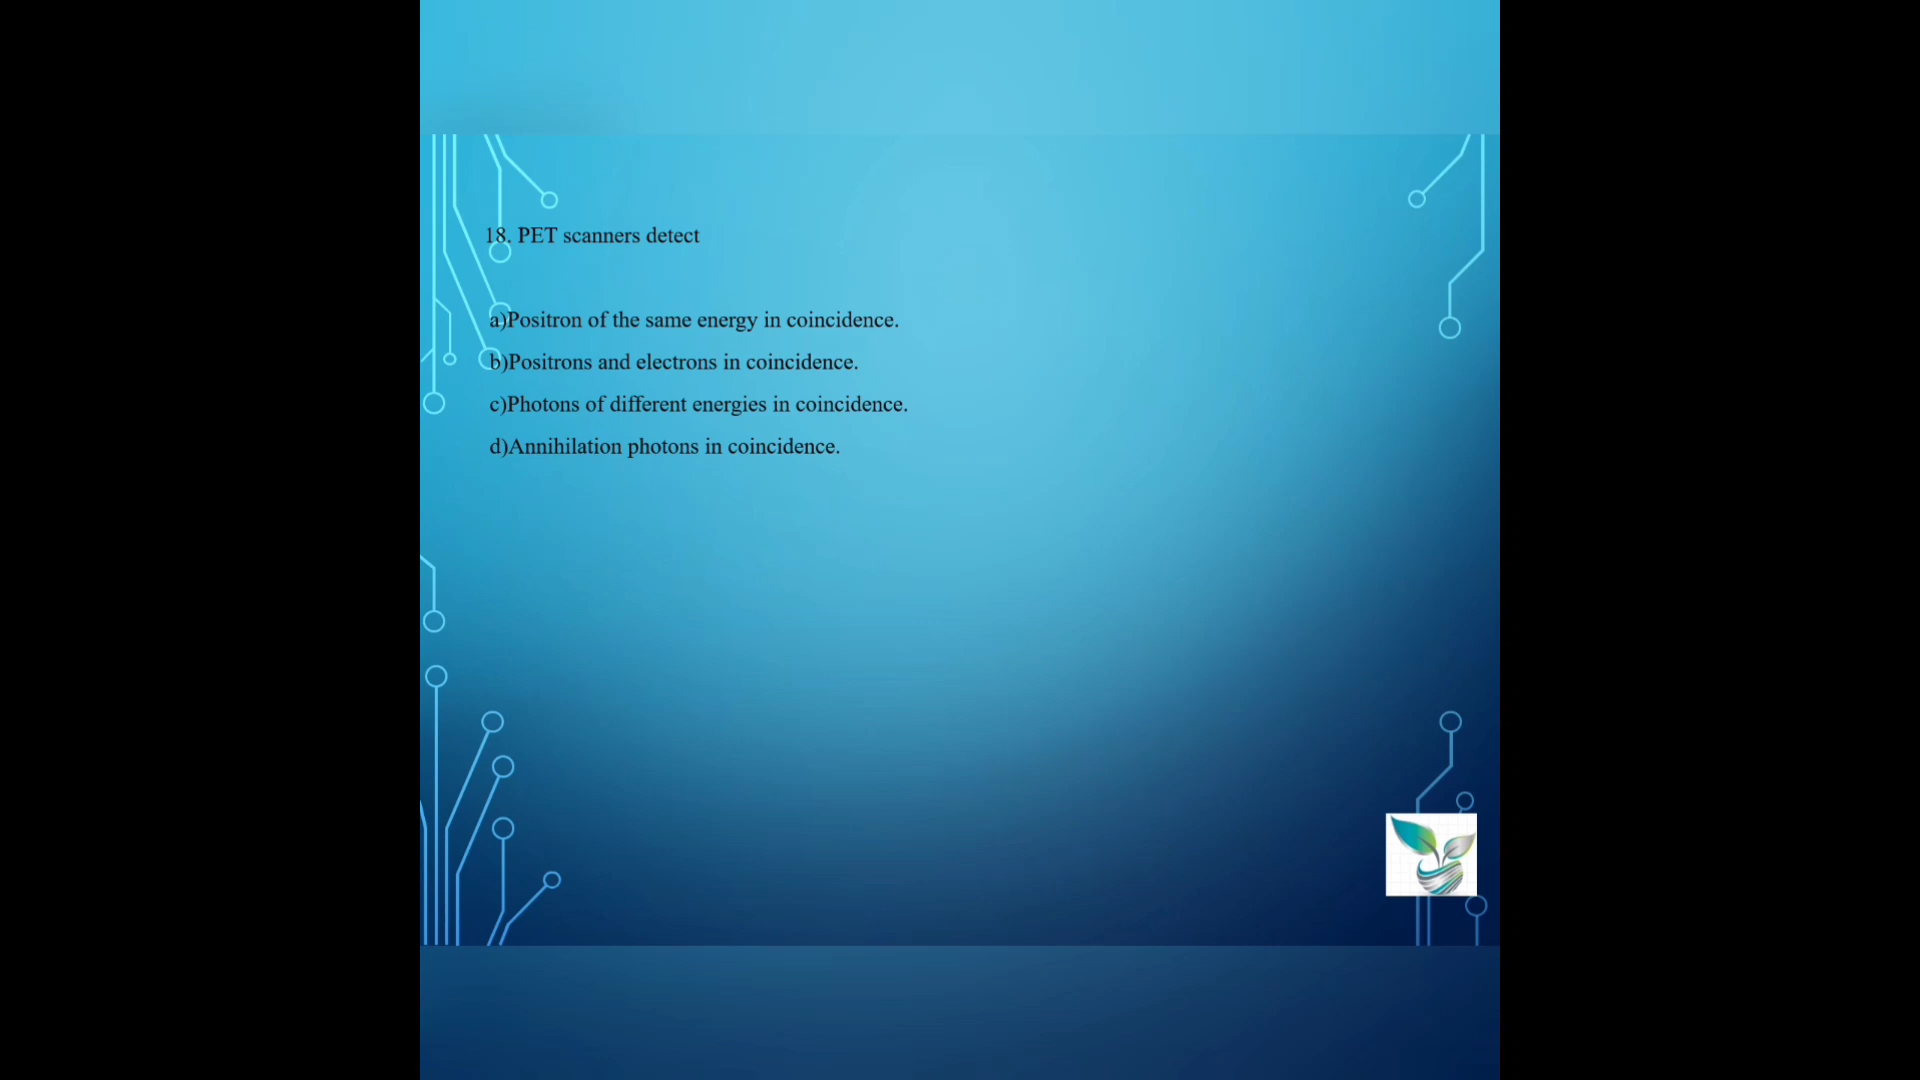 18. PET scanners detect
a)Positron of the same energy in coincidence.
b)Positrons and electrons in coincidence.
c)Photons of different energies in coincidence.
d)Annihilation photons in coincidence.